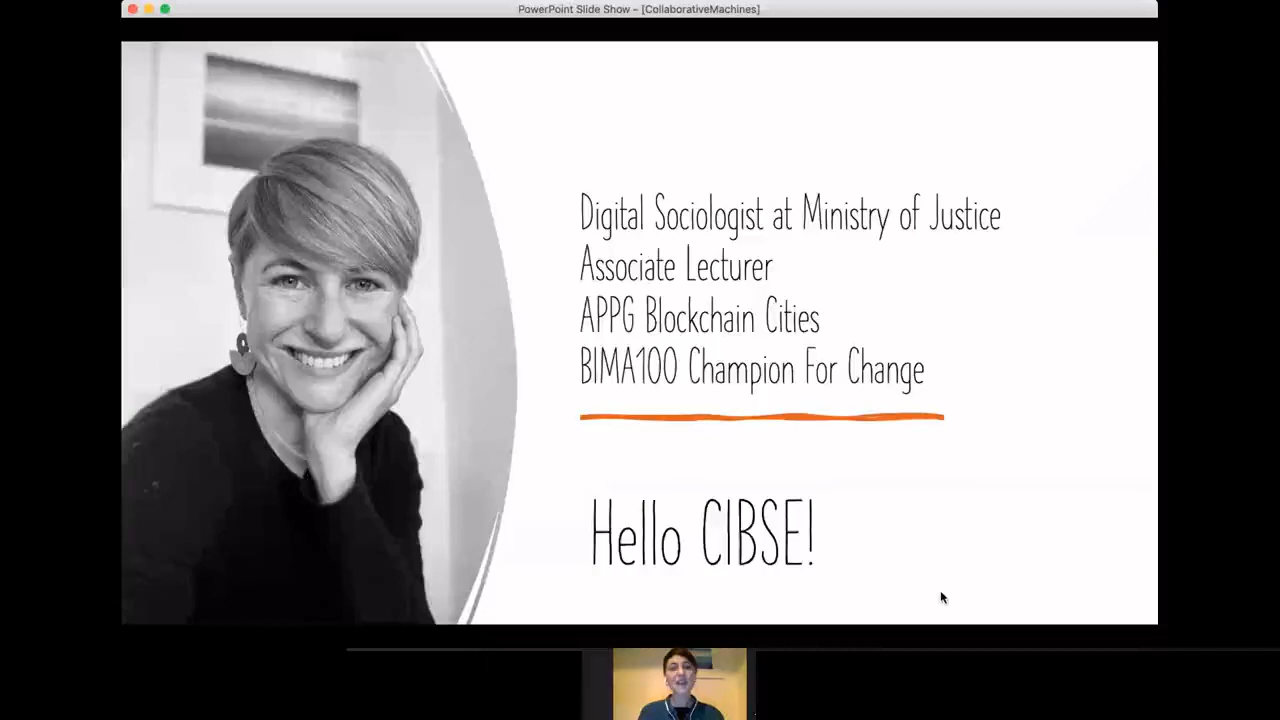 PowerPoint Slide Show – [CollaborativeMachines]
Digital Sociologist at Ministry of Justice
Associate Lecturer
APPG Blockchain Cities
BIMA100 Champion For Change
Hello CIBSE!